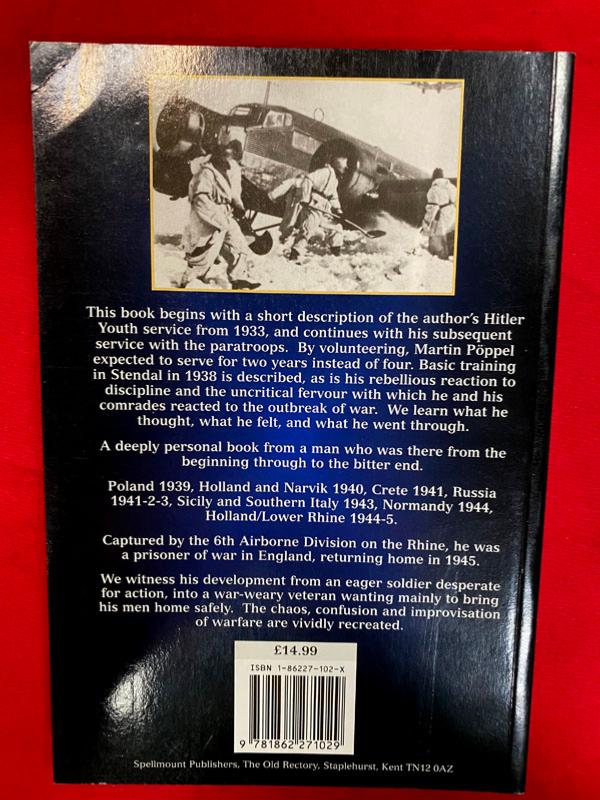 This book begins with a short description of the author's Hitler
Youth service from 1933, and continues with his subsequent
service with the paratroops. By volunteering, Martin Pöppel
expected to serve for two years instead of four. Basic training
in Stendal in 1938 is described, as is his rebellious reaction to
discipline and the uncritical fervour with which he and his
comrades reacted to the outbreak of war. We learn what he
thought, what he felt, and what he went through.
A deeply personal book from a man who was there from the
beginning through to the bitter end.
Poland 1939, Holland and Narvik 1940, Crete 1941, Russia
1941-2-3, Sicily and Southern Italy 1943, Normandy 1944,
Holland/Lower Rhine 1944-5.
Captured by the 6th Airborne Division on the Rhine, he was
a prisoner of war in England, returning home in 1945.
We witness his development from an eager soldier desperate
for action, into a war-weary veteran wanting mainly to bring
his men home safely. The chaos, confusion and improvisation
of warfare are vividly recreated.
£14.99
ISBN 1-86227-102-X
9 781862 271029
Spellmount Publishers, The Old Rectory, Staplehurst, Kent TN12 0AZ